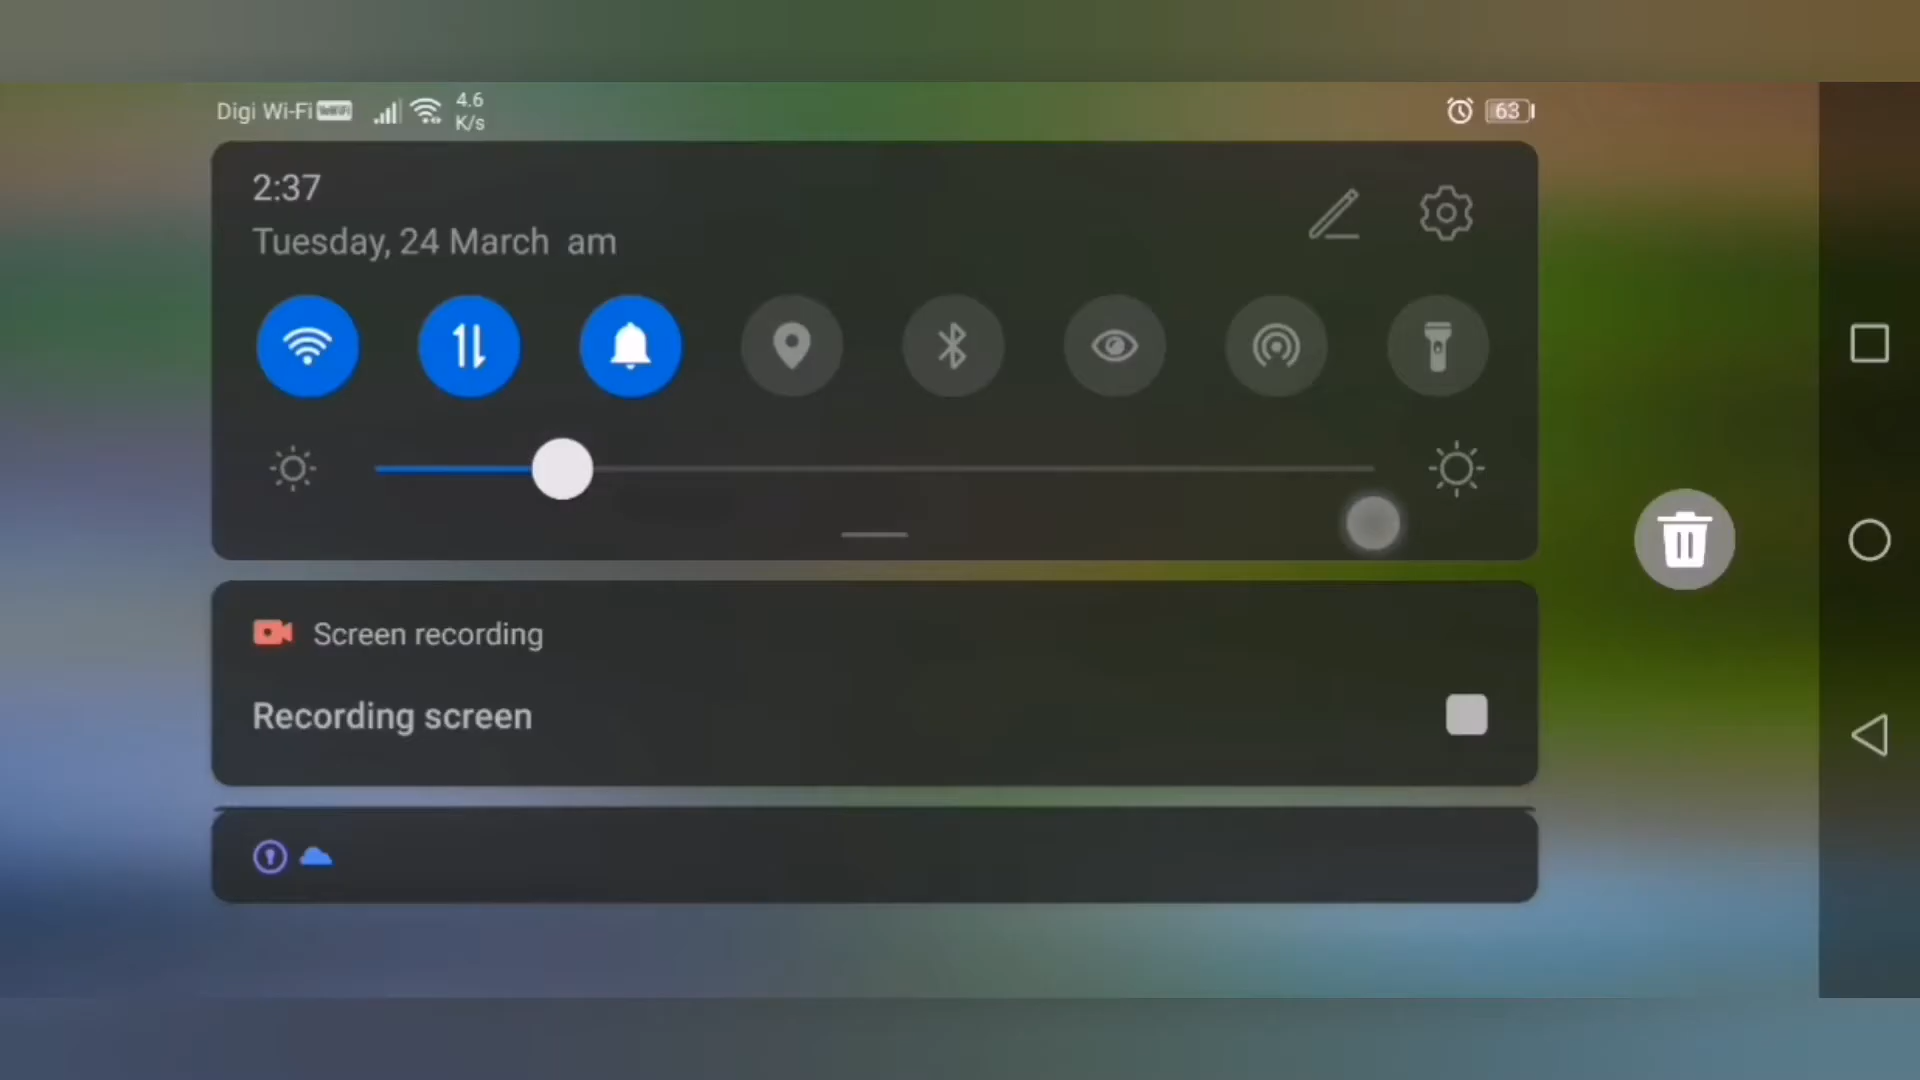 Digi Wi-Fi
4.6
K/s
63
2:37
Tuesday, 24 March am
Screen recording
Recording screen